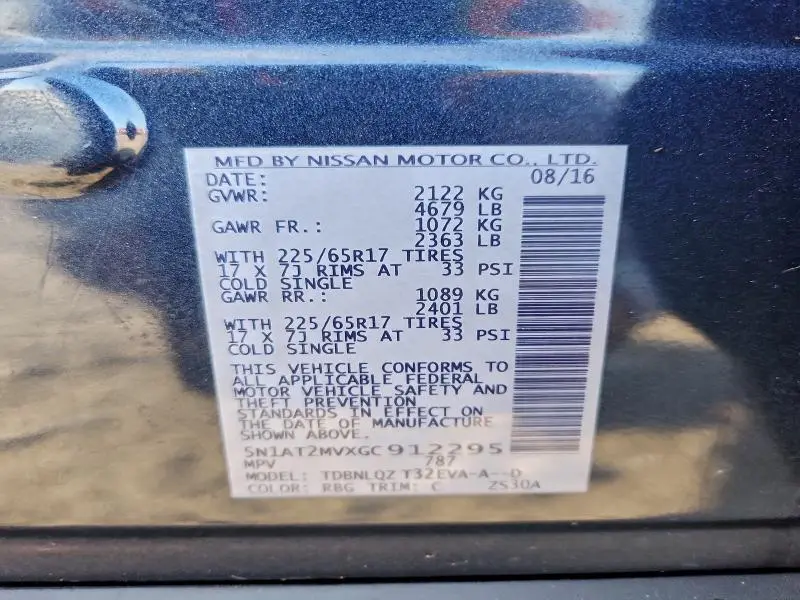 MFD BY NISSAN MOTOR CO., LTD.
DATE: 08/16
GVWR: 2122 KG
4679 LB
GAWR FR.: 1072 KG
2363 LB
WITH 225/65R17 TIRES
17 X 7J RIMS AT 33 PSI
COLD SINGLE
GAWR RR.: 1089 KG
2401 LB
WITH 225/65R17 TIRES
17 X 7J RIMS AT 33 PSI
COLD SINGLE
THIS VEHICLE CONFORMS TO
ALL APPLICABLE FEDERAL
MOTOR VEHICLE SAFETY AND
THEFT PREVENTION
STANDARDS IN EFFECT ON
THE DATE OF MANUFACTURE
SHOWN ABOVE.
5N1AT2MVXGC912295
MPV 787
MODEL: TDBNLQZ T32EVA-A--D
COLOR: RBG TRIM: C ZS30A